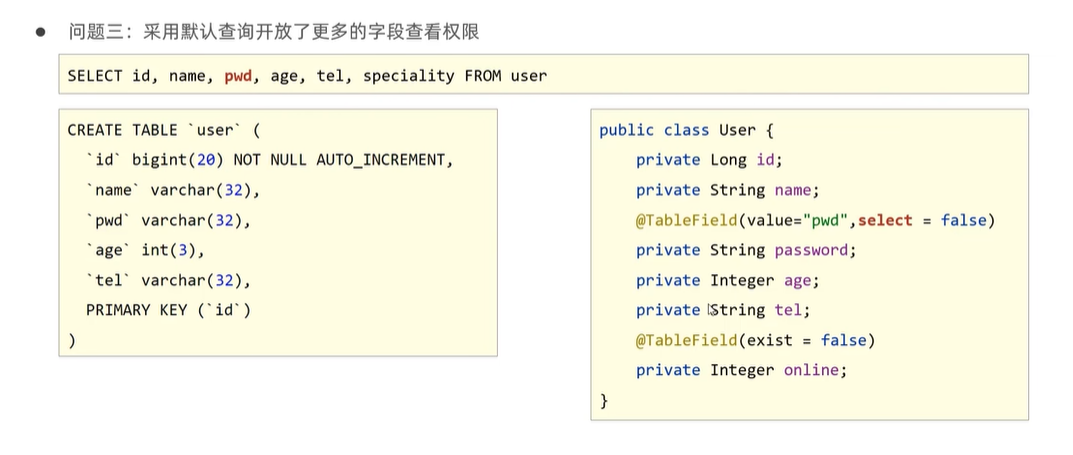 ● 问题三：采用默认查询开放了更多的字段查看权限
SELECT id, name, pwd, age, tel, speciality FROM user
CREATE TABLE `user` (
  `id` bigint(20) NOT NULL AUTO_INCREMENT,
  `name` varchar(32),
  `pwd` varchar(32),
  `age` int(3),
  `tel` varchar(32),
  PRIMARY KEY (`id`)
)
public class User {
    private Long id;
    private String name;
    @TableField(value="pwd",select = false)
    private String password;
    private Integer age;
    private String tel;
    @TableField(exist = false)
    private Integer online;
}